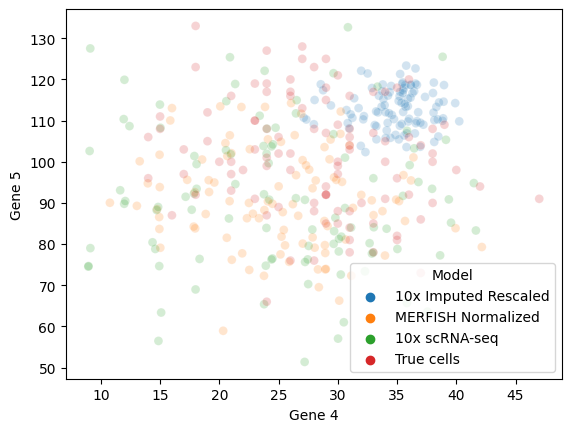 130
120
110
100
90
80
70
60
50
Gene 5
10
15
20
25
30
35
40
45
Gene 4
Model
10x Imputed Rescaled
MERFISH Normalized
10x scRNA-seq
True cells